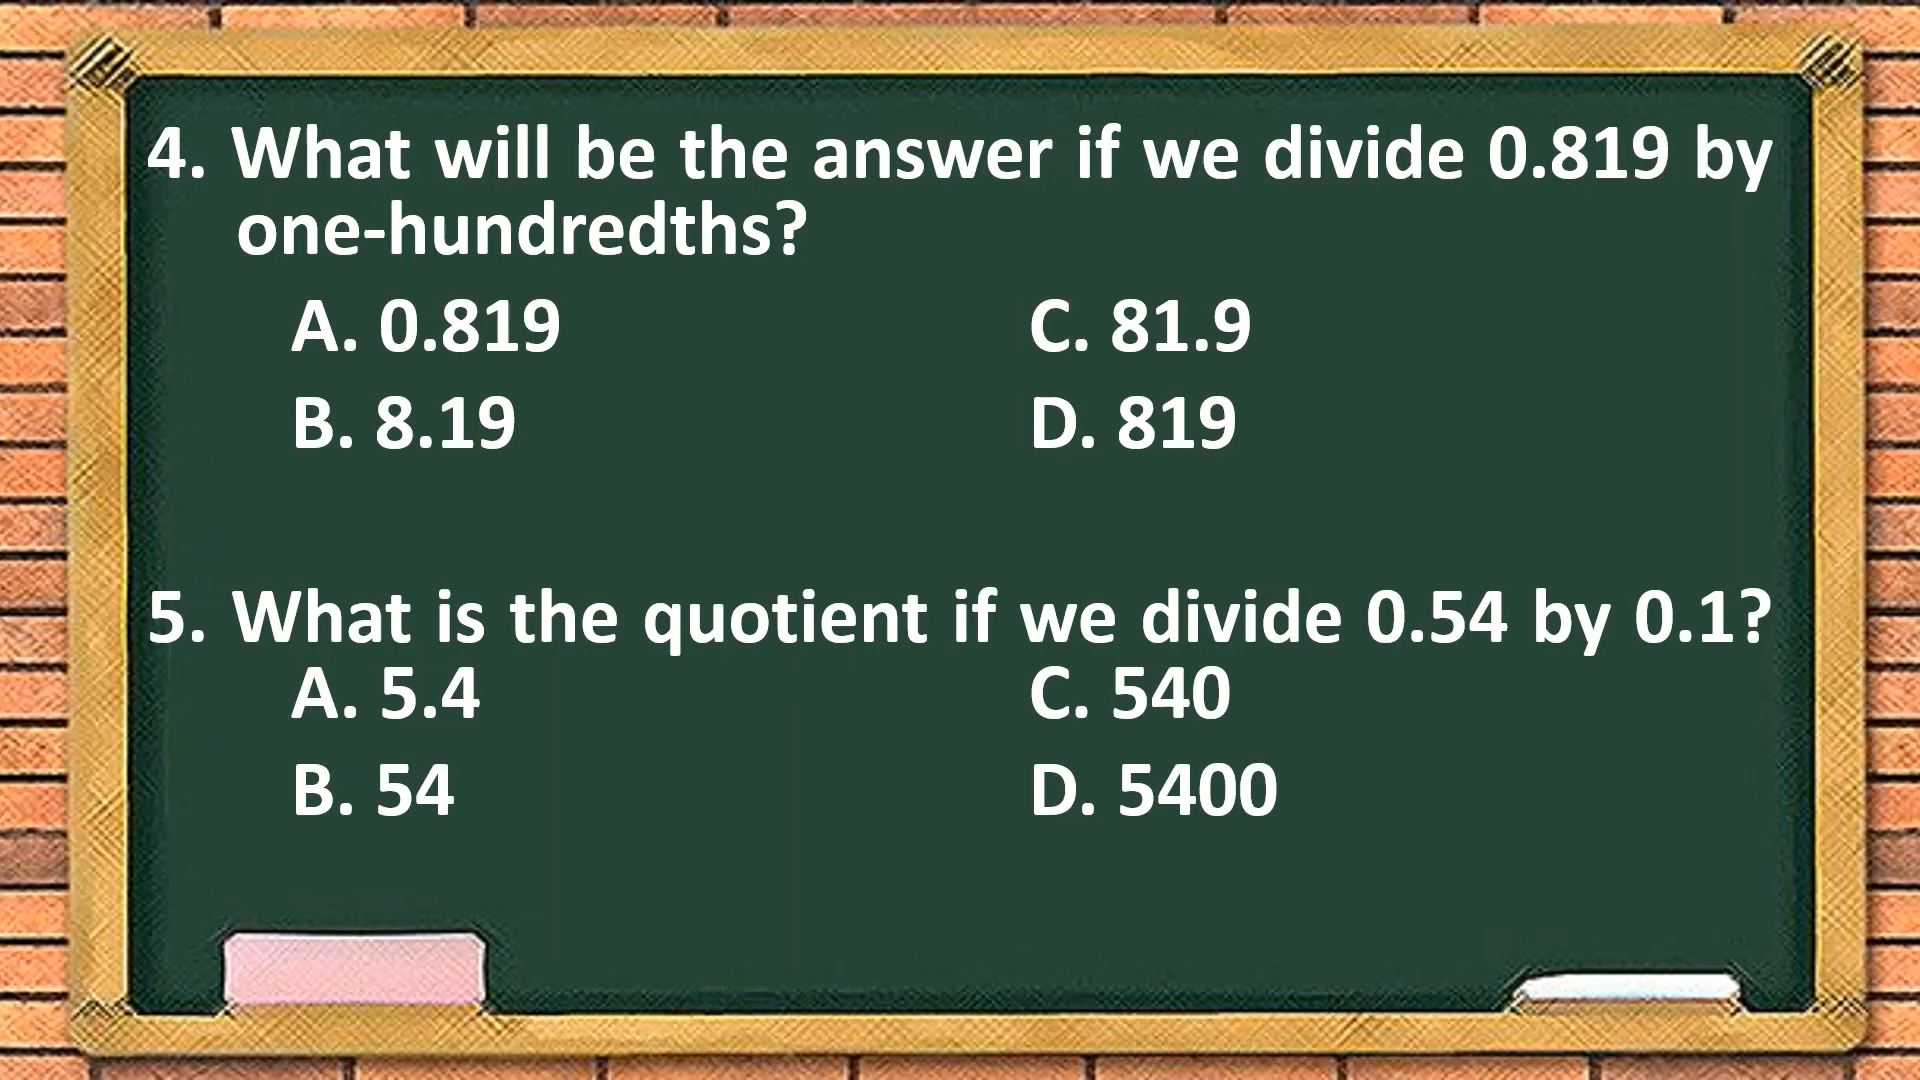 4. What will be the answer if we divide 0.819 by
one-hundredths?
A. 0.819 C. 81.9
B. 8.19 D. 819
5. What is the quotient if we divide 0.54 by 0.1?
A. 5.4 C. 540
B. 54 D. 5400